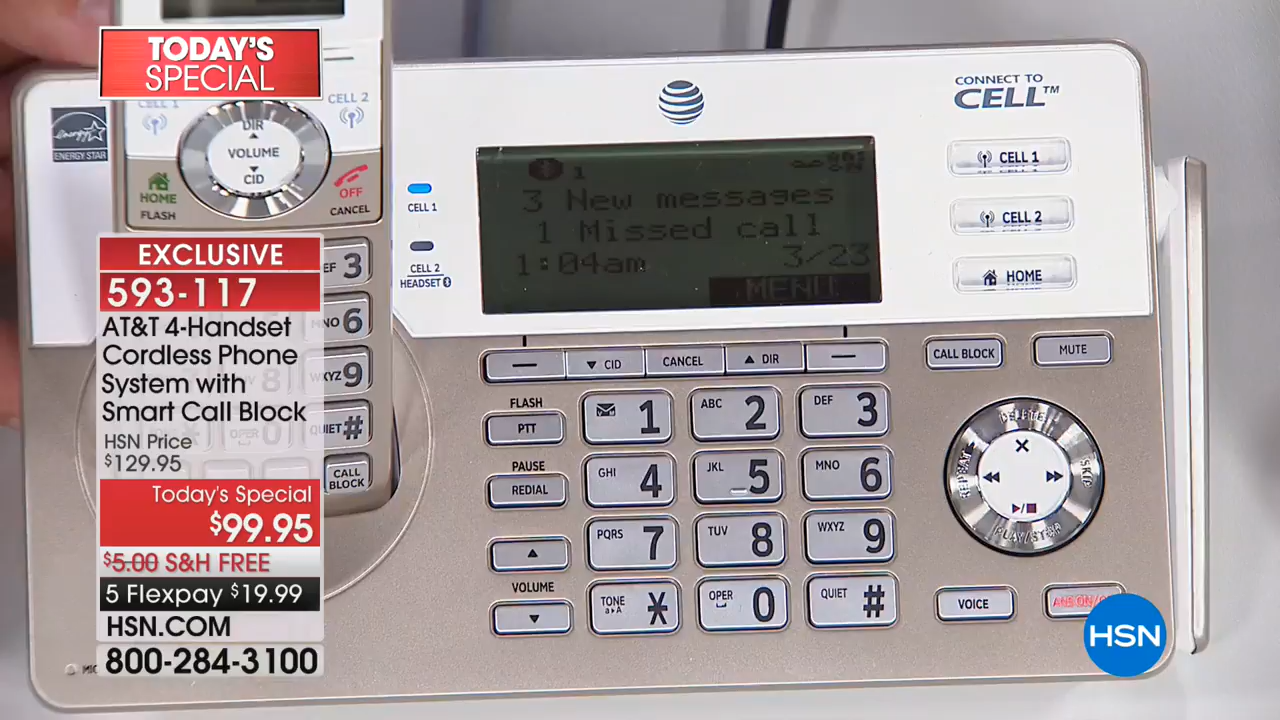 TODAY'S
SPECIAL
EXCLUSIVE
593-117
AT&T 4-Handset
Cordless Phone
System with
Smart Call Block
HSN Price
$129.95
Today's Special
$99.95
$5.00 S&H FREE
5 Flexpay $19.99
HSN.COM
800-284-3100
energy
ENERGY STAR
CELL 1
CELL 2
DIR
VOLUME
CID
HOME
FLASH
OFF
CANCEL
3
MNO 6
WXYZ 9
QUIET #
CALL
BLOCK
CELL 1
CELL 2
HEADSET
1
3 New messages
1 Missed call
1:04am 3/23
MENU
CONNECT TO
CELL™
CELL 1
CELL 2
HOME
CID
CANCEL
DIR
CALL BLOCK
MUTE
FLASH
PTT
1
ABC 2
DEF 3
PAUSE
REDIAL
GHI 4
JKL 5
MNO 6
PQRS 7
TUV 8
WXYZ 9
VOLUME
TONE
a▸A
*
OPER 0
QUIET #
DELETE
REPEAT
SKIP
PLAY/STOP
VOICE
HSN